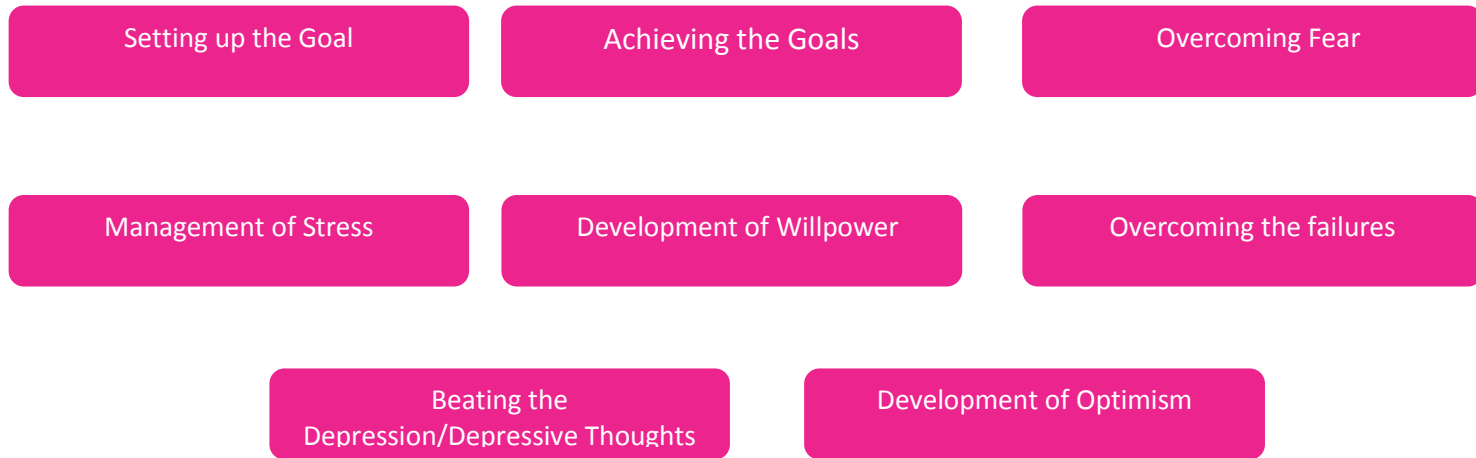 Setting up the Goal
Achieving the Goals
Overcoming Fear
Management of Stress
Development of Willpower
Overcoming the failures
Beating the
Depression/Depressive Thoughts
Development of Optimism